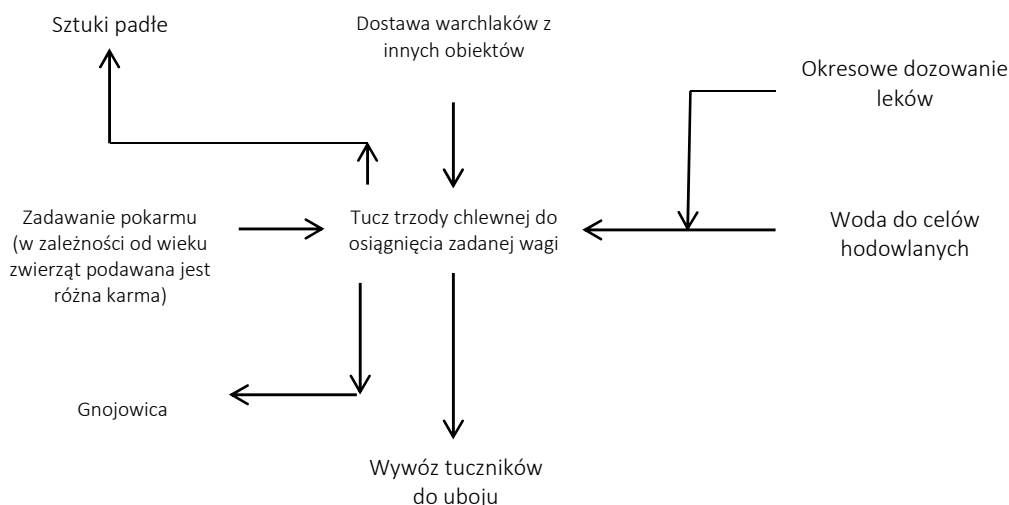 Sztuki padłe
Dostawa warchlaków z
innych obiektów
Okresowe dozowanie
leków
Zadawanie pokarmu
(w zależności od wieku
zwierząt podawana jest
różna karma)
Tucz trzody chlewnej do
osiągnięcia zadanej wagi
Woda do celów
hodowlanych
Gnojowica
Wywóz tuczników
do uboju